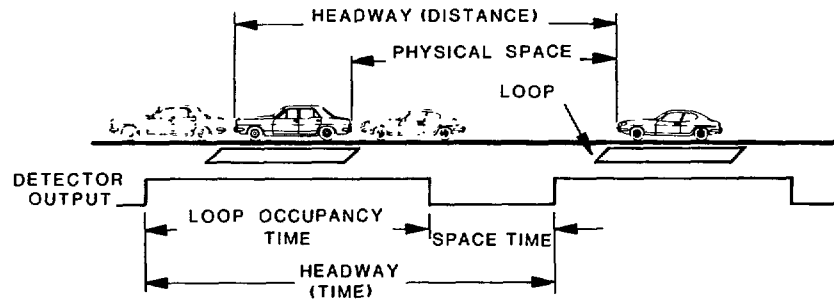 HEADWAY (DISTANCE)
PHYSICAL SPACE
LOOP
DETECTOR
OUTPUT
LOOP OCCUPANCY
TIME
SPACE TIME
HEADWAY
(TIME)